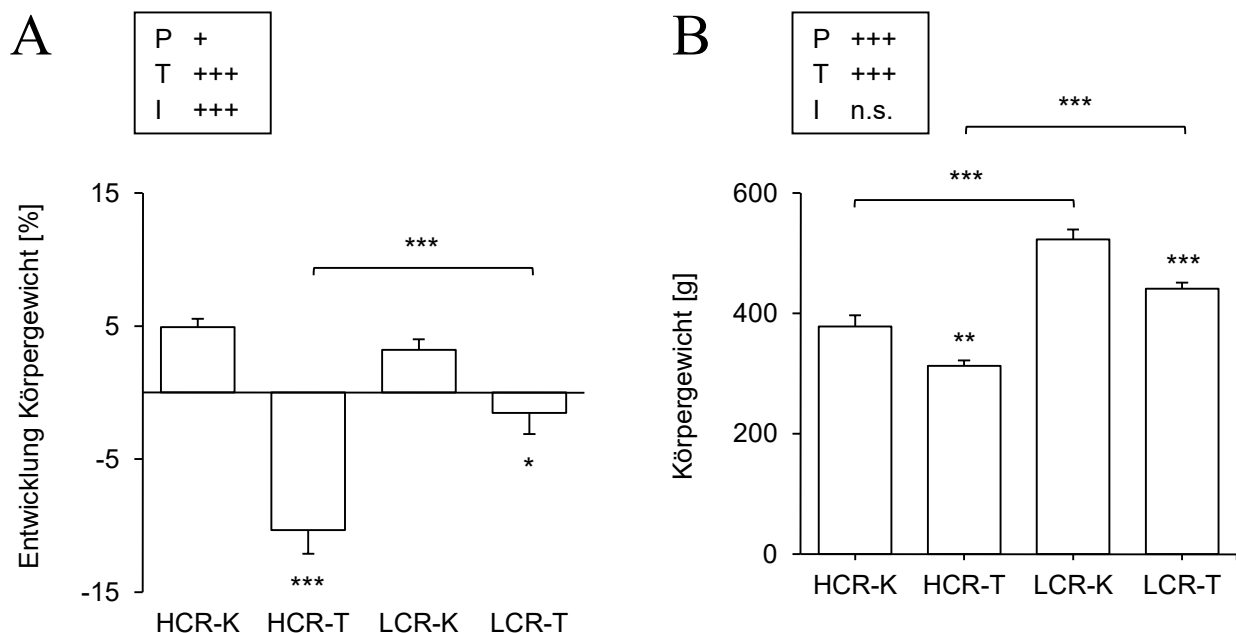 A
P +
T +++
I +++
Entwicklung Körpergewicht [%]
15
5
-5
-15
***
***
*
HCR-K HCR-T LCR-K LCR-T
B
P +++
T +++
I n.s.
Körpergewicht [g]
600
400
200
0
***
***
**
***
HCR-K HCR-T LCR-K LCR-T